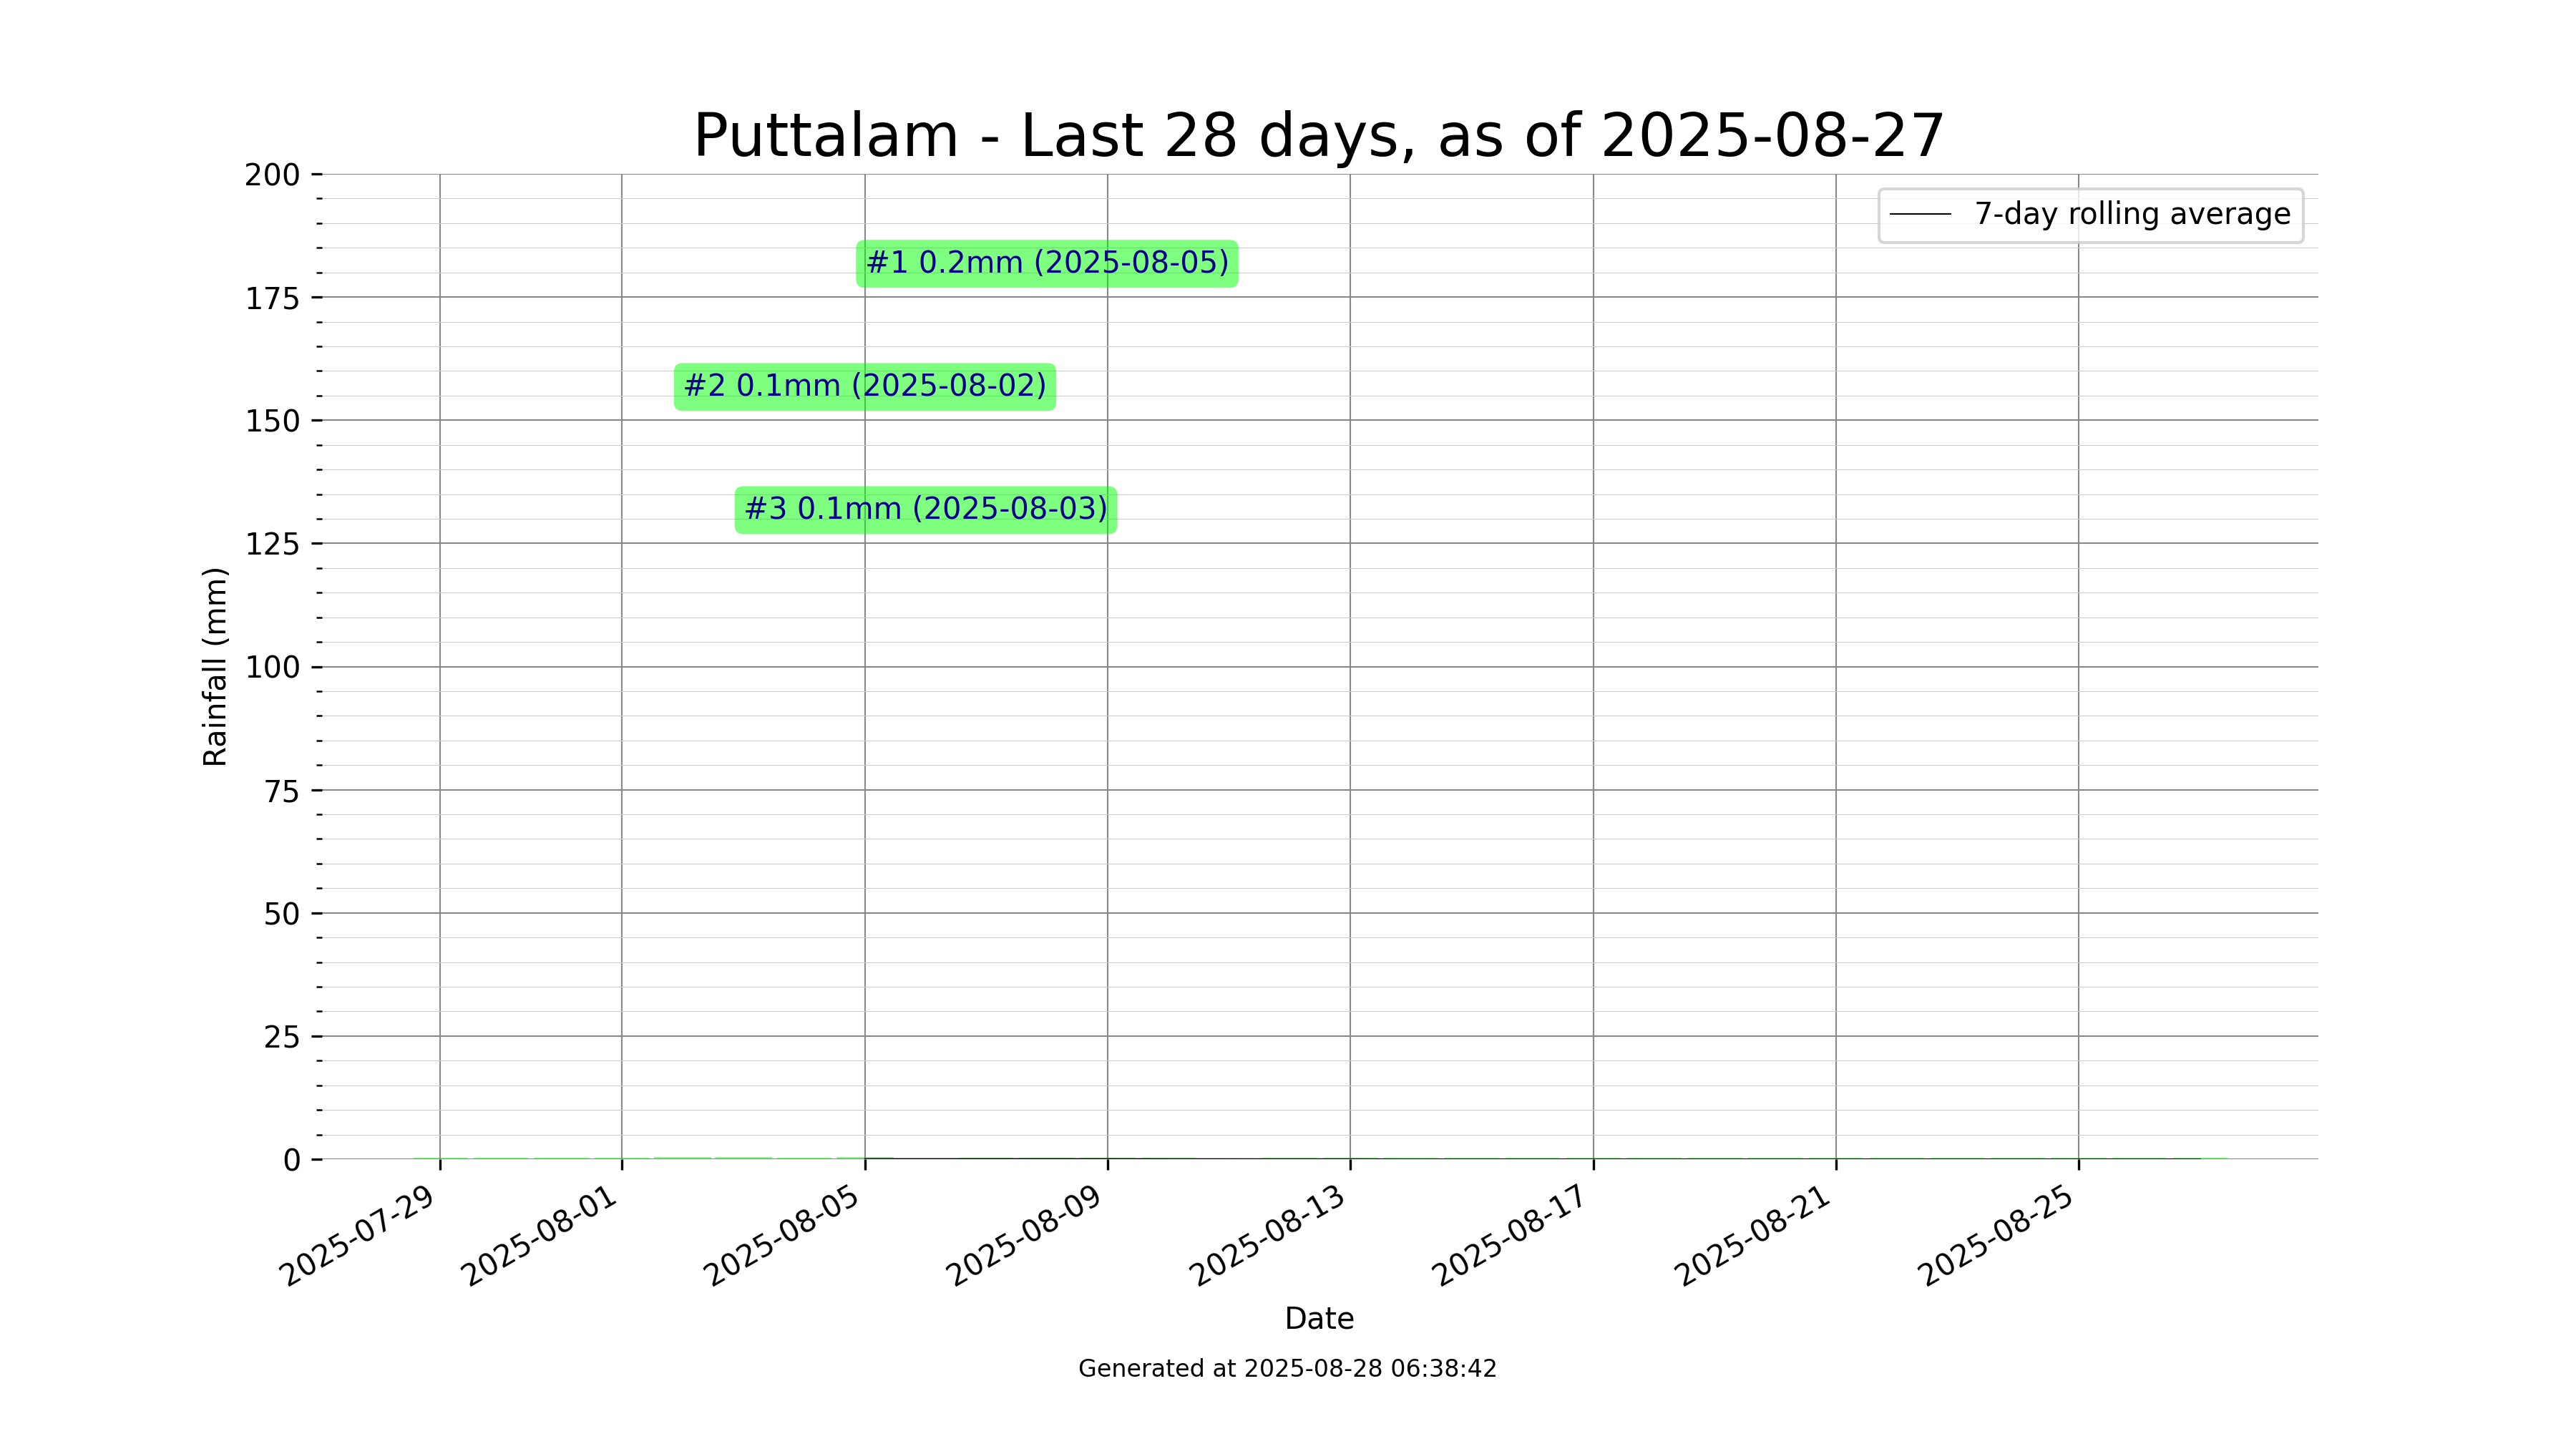 Puttalam - Last 28 days, as of 2025-08-27
7-day rolling average
#1 0.2mm (2025-08-05)
#2 0.1mm (2025-08-02)
#3 0.1mm (2025-08-03)
Rainfall (mm)
200
175
150
125
100
75
50
25
0
2025-07-29
2025-08-01
2025-08-05
2025-08-09
2025-08-13
2025-08-17
2025-08-21
2025-08-25
Date
Generated at 2025-08-28 06:38:42